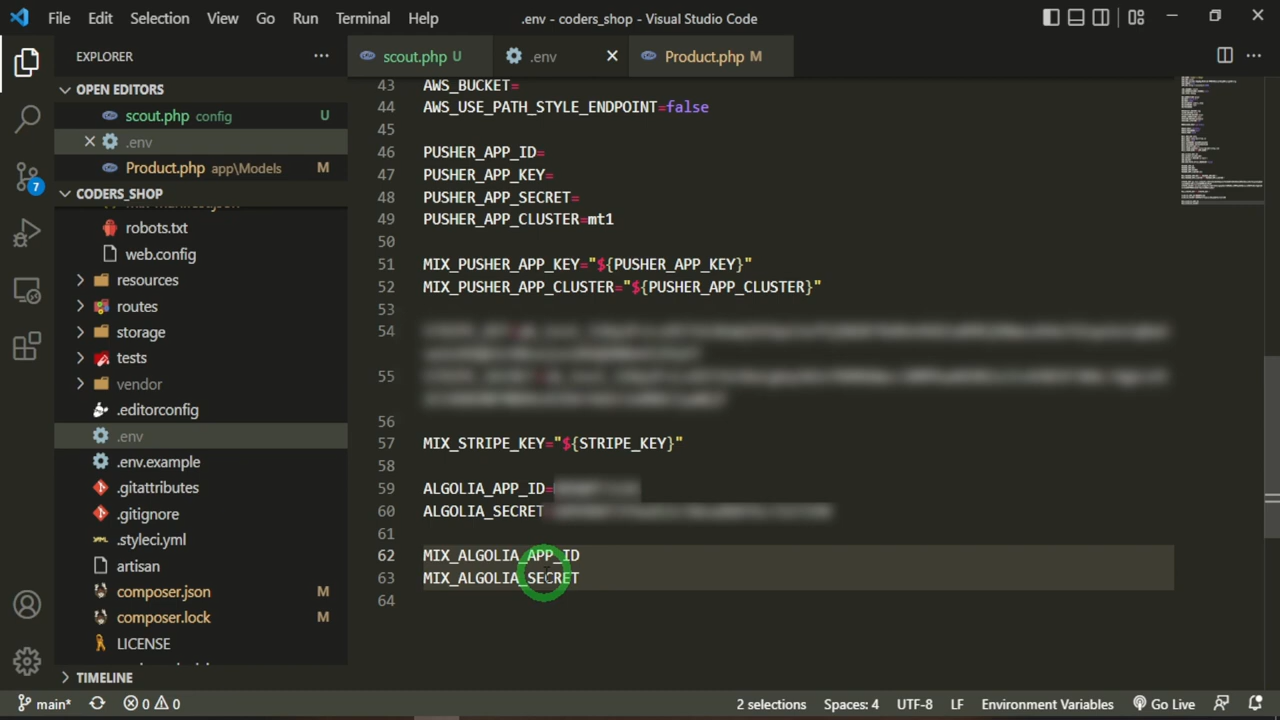 File Edit Selection View Go Run Terminal Help
.env - coders_shop - Visual Studio Code
EXPLORER
OPEN EDITORS
scout.php config U
.env
Product.php app\Models M
CODERS_SHOP
robots.txt
web.config
resources
routes
storage
tests
vendor
.editorconfig
.env
.env.example
.gitattributes
.gitignore
.styleci.yml
artisan
composer.json M
composer.lock M
LICENSE
TIMELINE
7
scout.php U
.env
Product.php M
43 AWS_BUCKET=
44 AWS_USE_PATH_STYLE_ENDPOINT=false
45
46 PUSHER_APP_ID=
47 PUSHER_APP_KEY=
48 PUSHER_APP_SECRET=
49 PUSHER_APP_CLUSTER=mt1
50
51 MIX_PUSHER_APP_KEY="${PUSHER_APP_KEY}"
52 MIX_PUSHER_APP_CLUSTER="${PUSHER_APP_CLUSTER}"
53
54
55
56
57 MIX_STRIPE_KEY="${STRIPE_KEY}"
58
59 ALGOLIA_APP_ID=
60 ALGOLIA_SECRET
61
62 MIX_ALGOLIA_APP_ID
63 MIX_ALGOLIA_SECRET
64
main* 0 0 2 selections Spaces: 4 UTF-8 LF Environment Variables Go Live